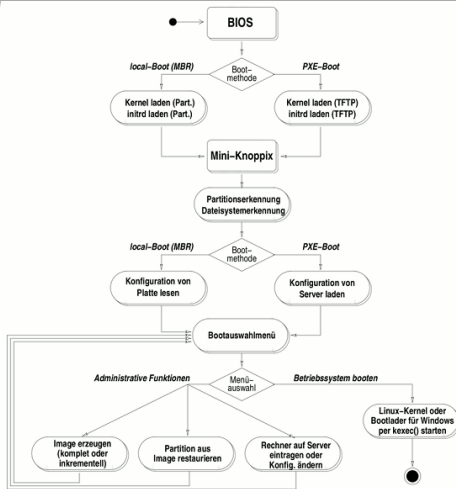 BIOS
local–Boot (MBR)
Boot–
methode
PXE–Boot
Kernel laden (Part.)
initrd laden (Part.)
Kernel laden (TFTP)
initrd laden (TFTP)
Mini–Knoppix
Partitionserkennung
Dateisystemerkennung
local–Boot (MBR)
Boot–
methode
PXE–Boot
Konfiguration von
Platte lesen
Konfiguration von
Server laden
Bootauswahlmenü
Administrative Funktionen
Menü–
auswahl
Betriebssystem booten
Linux–Kernel oder
Bootlader für Windows
per kexec() starten
Image erzeugen
(komplett oder
inkrementell)
Partition aus
Image restaurieren
Rechner auf Server
eintragen oder
Konfig. ändern